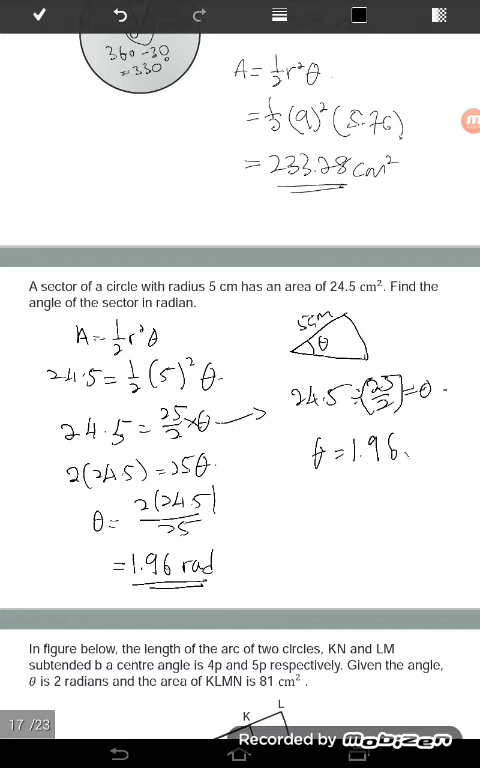 360-30
=330°
A = 1/2 r²θ
= 1/2 (9)² (5.76)
= 233.28 cm²
A sector of a circle with radius 5 cm has an area of 24.5 cm². Find the
angle of the sector in radian.
A = 1/2 r²θ
24.5 = 1/2 (5)² θ
24.5 = 25/2 × θ
2(24.5) = 25θ
θ = 2(24.5)/25
= 1.96 rad
5cm
θ
24.5 ÷ (25/2) = θ
θ = 1.96
In figure below, the length of the arc of two circles, KN and LM
subtended b a centre angle is 4p and 5p respectively. Given the angle,
θ is 2 radians and the area of KLMN is 81 cm².
L
K
17 /23
Recorded by mobizen